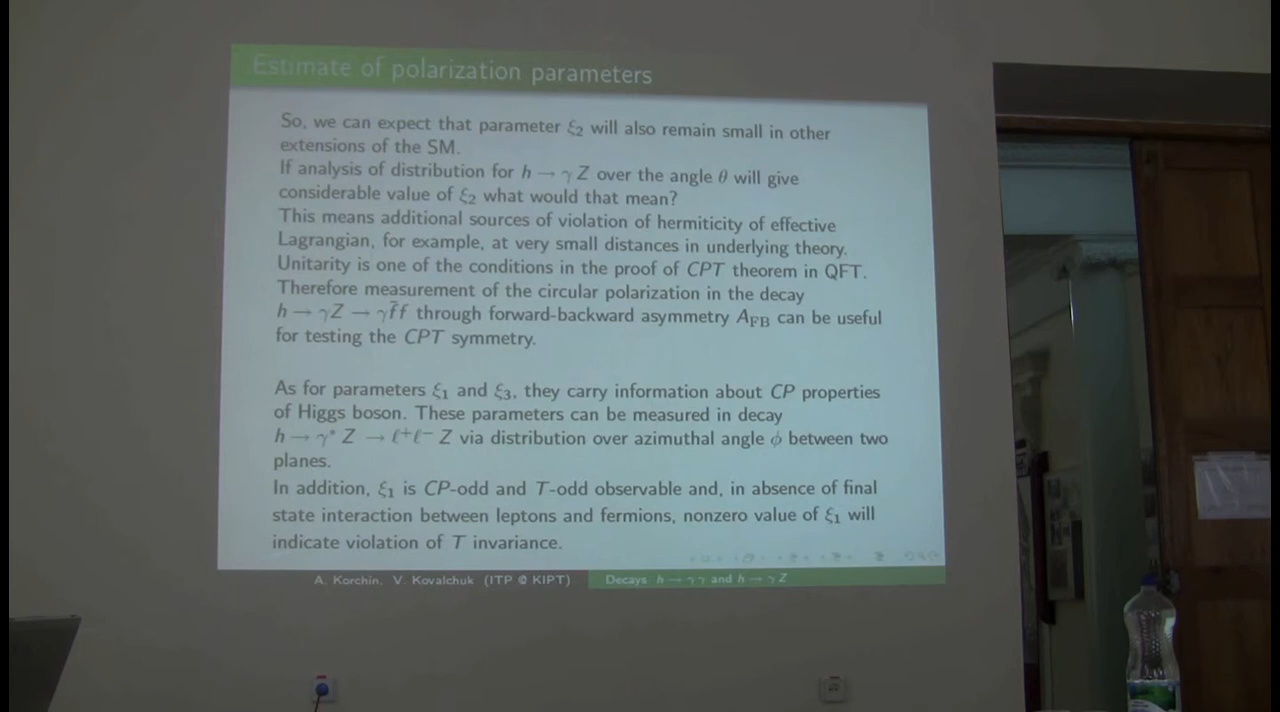 Estimate of polarization parameters
So, we can expect that parameter ξ₂ will also remain small in other
extensions of the SM.
If analysis of distribution for h → γ Z over the angle θ will give
considerable value of ξ₂ what would that mean?
This means additional sources of violation of hermiticity of effective
Lagrangian, for example, at very small distances in underlying theory.
Unitarity is one of the conditions in the proof of CPT theorem in QFT.
Therefore measurement of the circular polarization in the decay
h → γZ → γf̄f through forward-backward asymmetry A_FB can be useful
for testing the CPT symmetry.
As for parameters ξ₁ and ξ₃, they carry information about CP properties
of Higgs boson. These parameters can be measured in decay
h → γ* Z → ℓ⁺ℓ⁻ Z via distribution over azimuthal angle ϕ between two
planes.
In addition, ξ₁ is CP-odd and T-odd observable and, in absence of final
state interaction between leptons and fermions, nonzero value of ξ₁ will
indicate violation of T invariance.
A. Korchin, V. Kovalchuk (ITP @ KIPT) Decays h → γγ and h → γZ